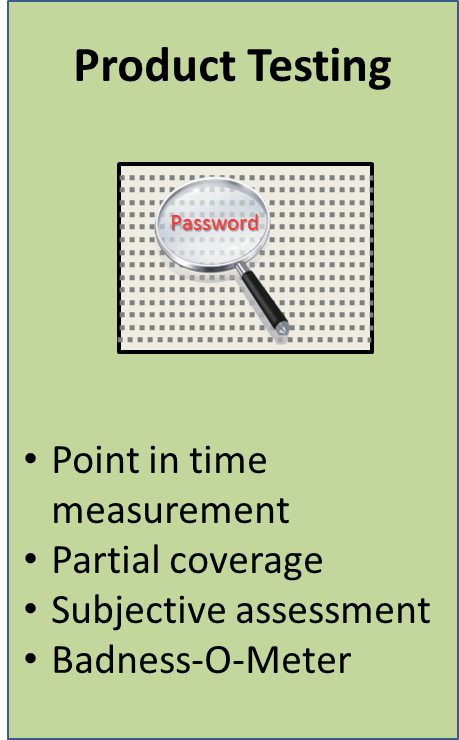 Product Testing
Password
• Point in time
measurement
• Partial coverage
• Subjective assessment
• Badness-O-Meter